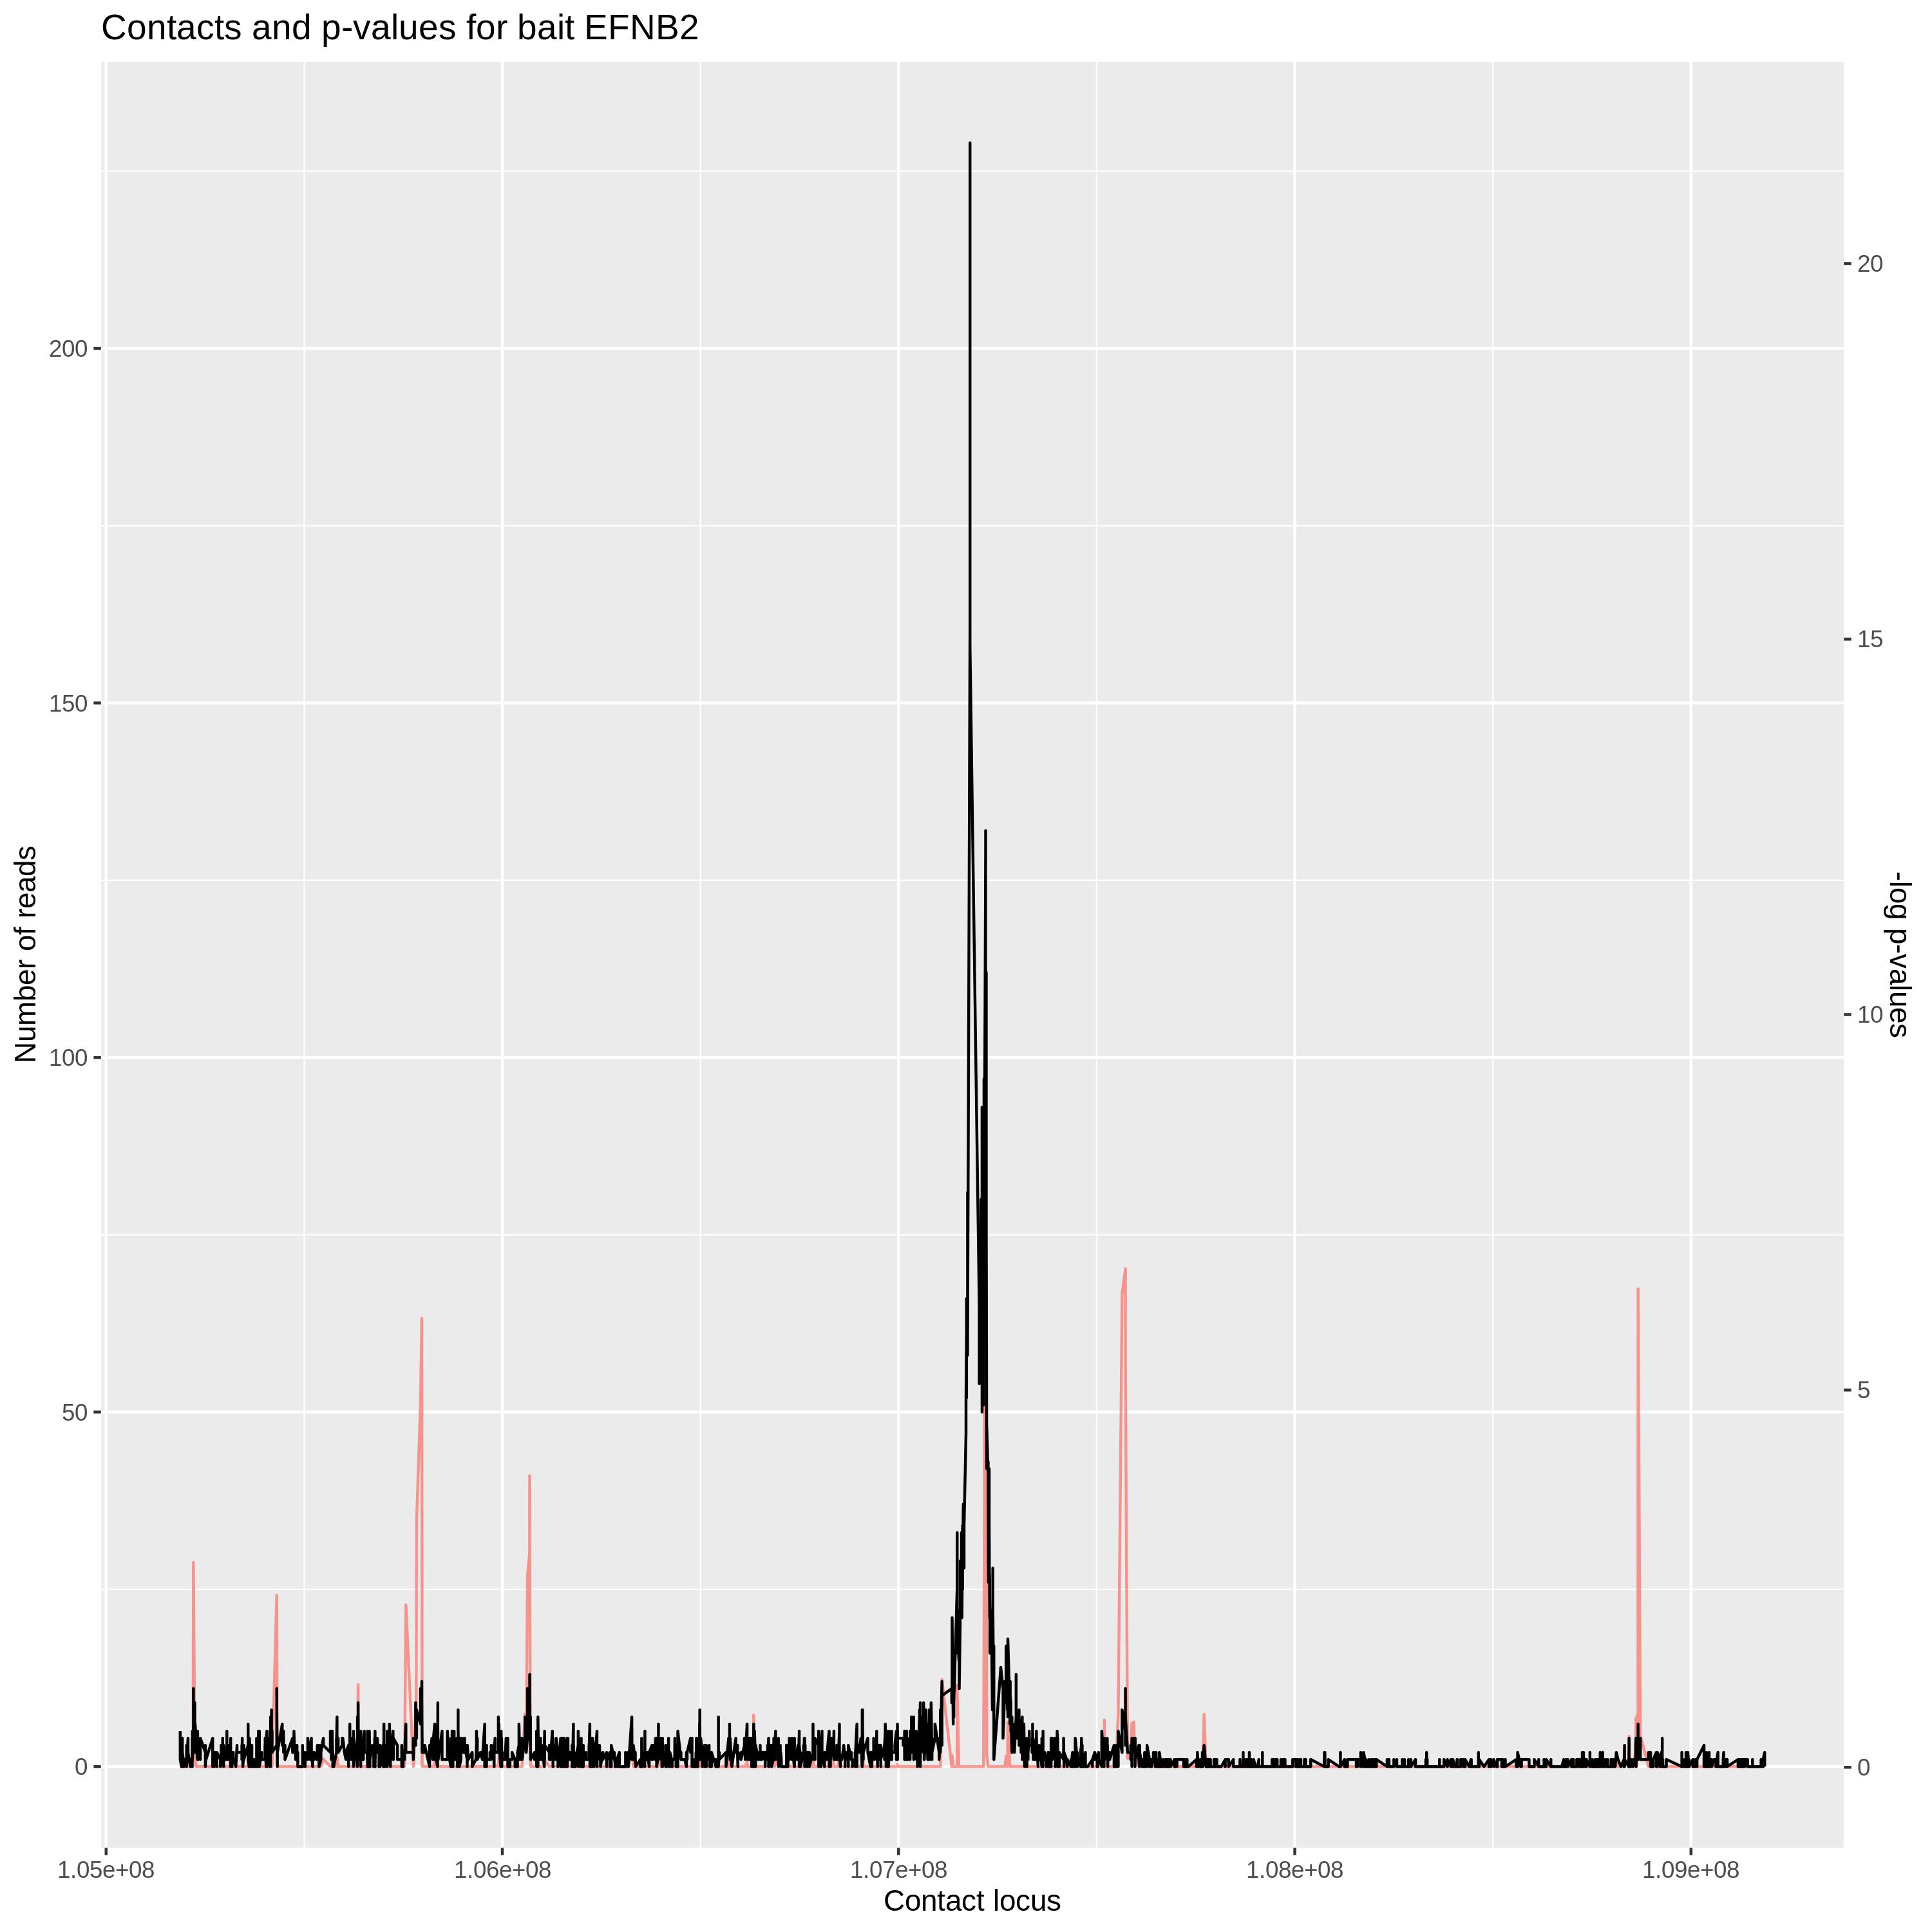 Contacts and p-values for bait EFNB2
200
150
100
50
0
20
15
10
5
0
Number of reads
-log p-values
1.05e+08
1.06e+08
1.07e+08
1.08e+08
1.09e+08
Contact locus